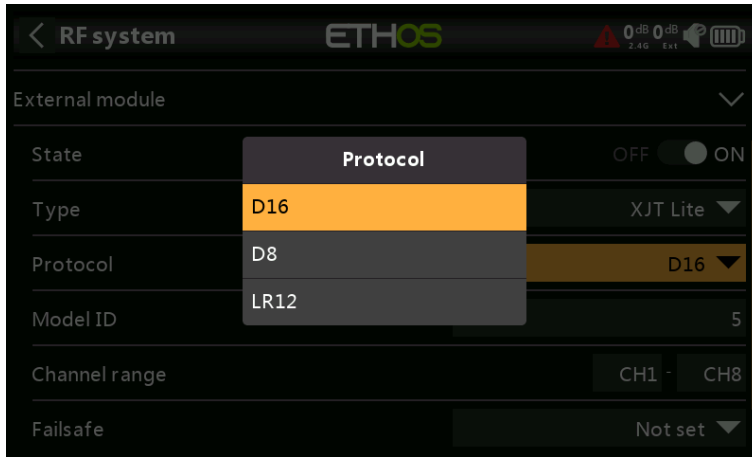 RF system
ETHOS
0dB 0dB
2.4G Ext
External module
State
OFF ON
Protocol
D16
D8
LR12
Type
XJT Lite
Protocol
D16
Model ID
5
Channel range
CH1 - CH8
Failsafe
Not set